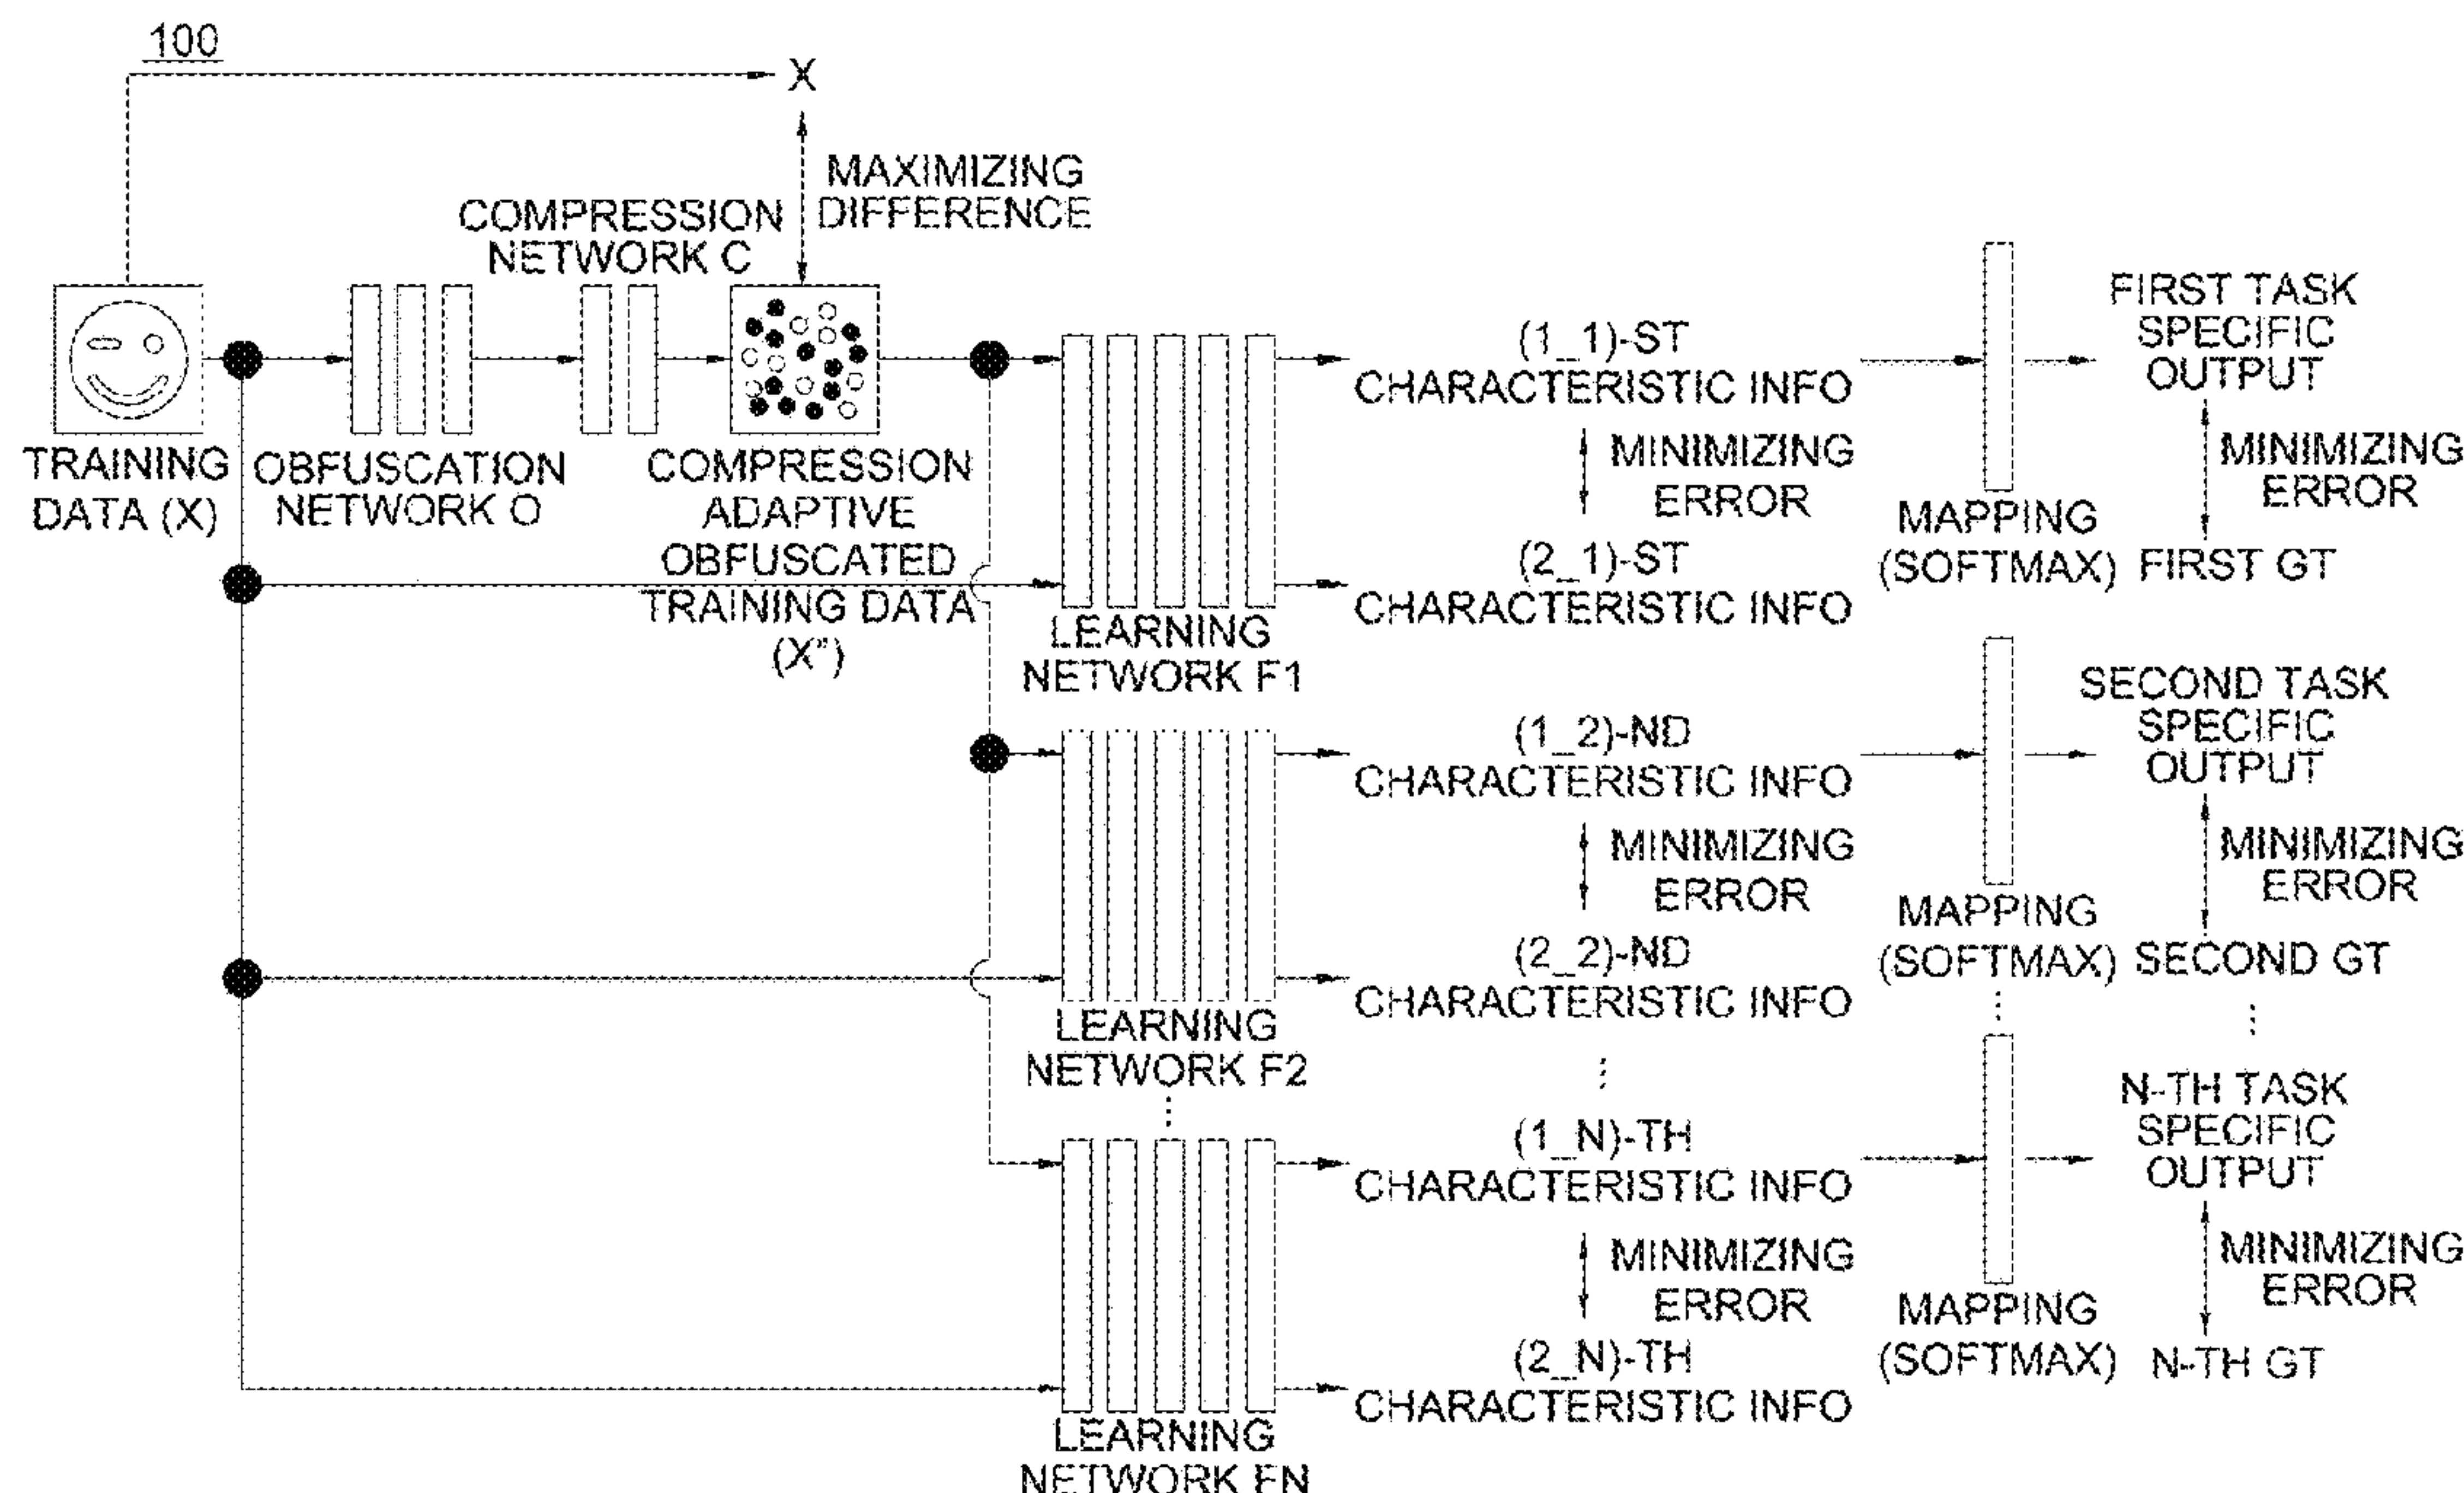 100
X
MAXIMIZING
DIFFERENCE
COMPRESSION
NETWORK C
TRAINING
DATA (X)
OBFUSCATION
NETWORK O
COMPRESSION
ADAPTIVE
OBFUSCATED
TRAINING DATA
(X")
LEARNING
NETWORK F1
(1_1)-ST
CHARACTERISTIC INFO
MINIMIZING
ERROR
(2_1)-ST
CHARACTERISTIC INFO
MAPPING
(SOFTMAX)
FIRST TASK
SPECIFIC
OUTPUT
MINIMIZING
ERROR
FIRST GT
LEARNING
NETWORK F2
(1_2)-ND
CHARACTERISTIC INFO
MINIMIZING
ERROR
(2_2)-ND
CHARACTERISTIC INFO
MAPPING
(SOFTMAX)
SECOND TASK
SPECIFIC
OUTPUT
MINIMIZING
ERROR
SECOND GT
LEARNING
NETWORK FN
(1_N)-TH
CHARACTERISTIC INFO
MINIMIZING
ERROR
(2_N)-TH
CHARACTERISTIC INFO
MAPPING
(SOFTMAX)
N-TH TASK
SPECIFIC
OUTPUT
MINIMIZING
ERROR
N-TH GT